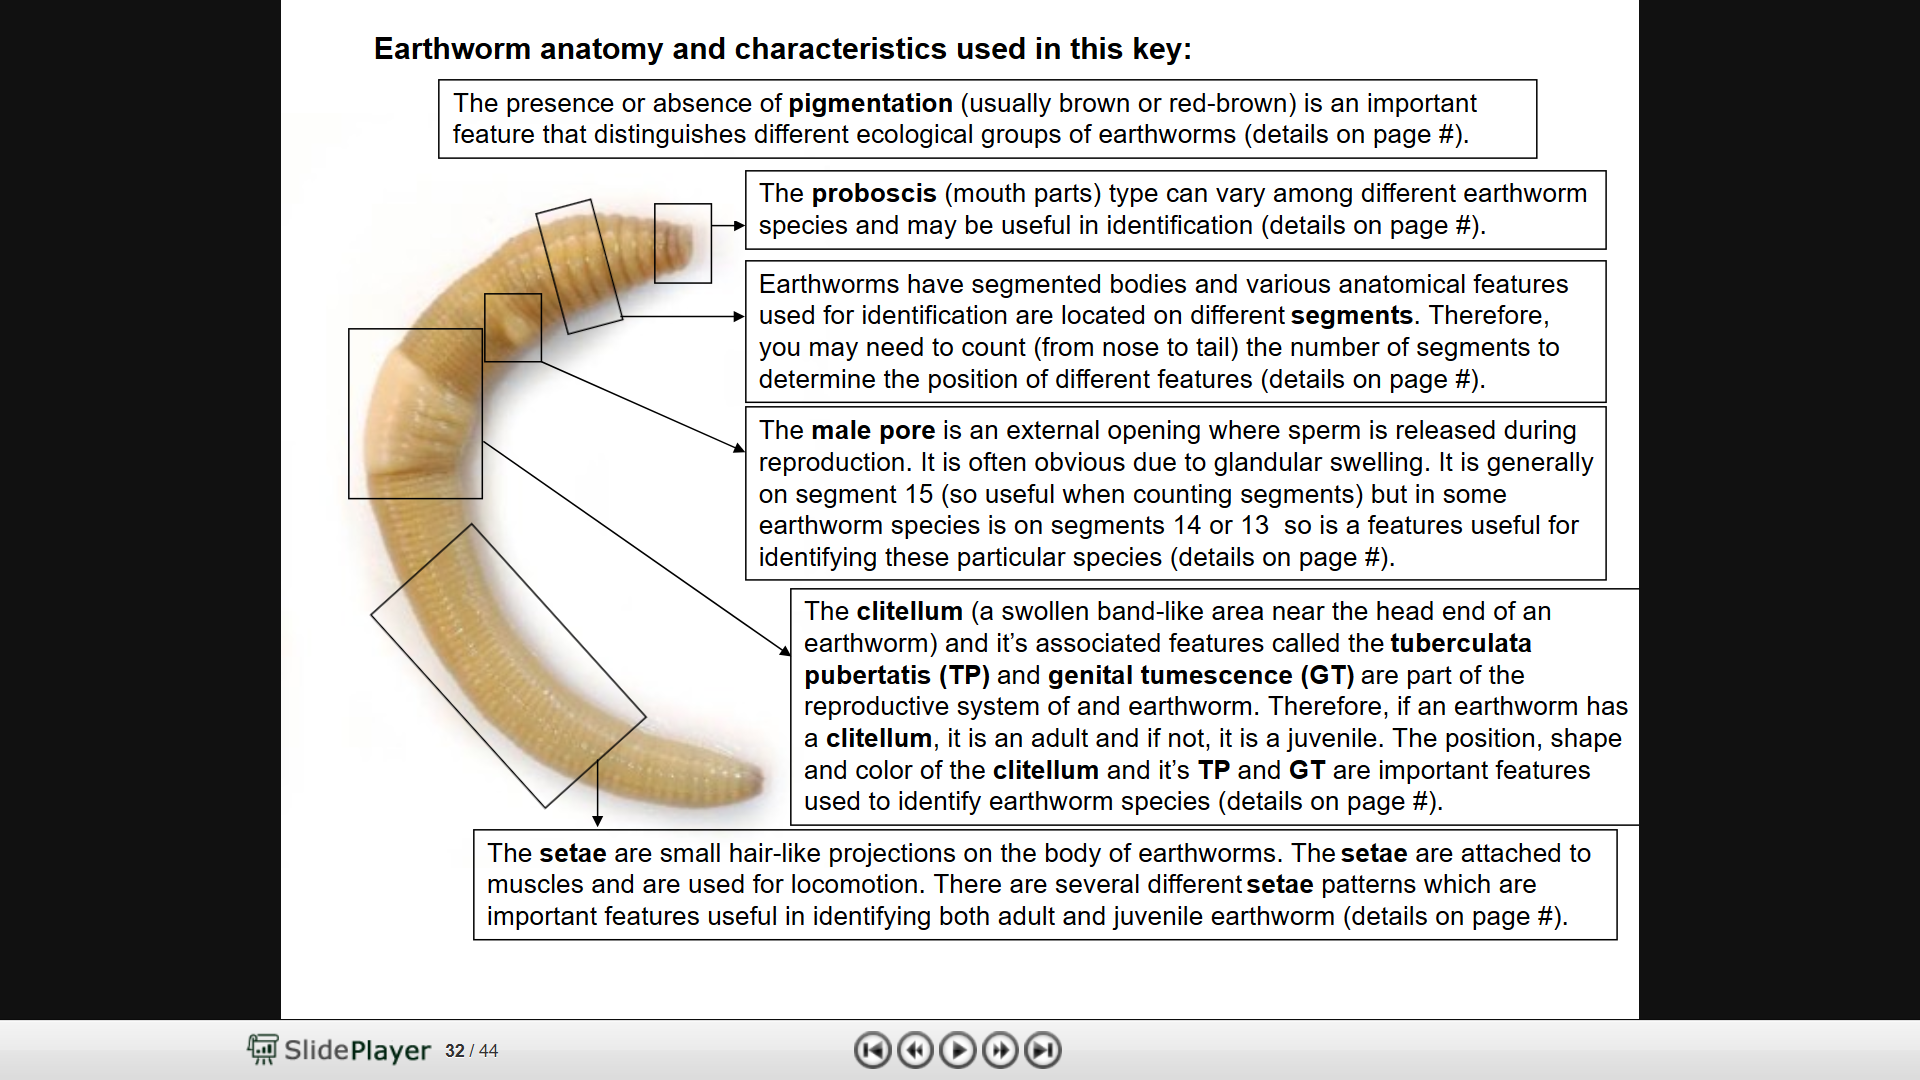 Earthworm anatomy and characteristics used in this key:
The presence or absence of pigmentation (usually brown or red-brown) is an important
feature that distinguishes different ecological groups of earthworms (details on page #).
The proboscis (mouth parts) type can vary among different earthworm
species and may be useful in identification (details on page #).
Earthworms have segmented bodies and various anatomical features
used for identification are located on different segments. Therefore,
you may need to count (from nose to tail) the number of segments to
determine the position of different features (details on page #).
The male pore is an external opening where sperm is released during
reproduction. It is often obvious due to glandular swelling. It is generally
on segment 15 (so useful when counting segments) but in some
earthworm species is on segments 14 or 13 so is a features useful for
identifying these particular species (details on page #).
The clitellum (a swollen band-like area near the head end of an
earthworm) and it's associated features called the tuberculata
pubertatis (TP) and genital tumescence (GT) are part of the
reproductive system of and earthworm. Therefore, if an earthworm has
a clitellum, it is an adult and if not, it is a juvenile. The position, shape
and color of the clitellum and it's TP and GT are important features
used to identify earthworm species (details on page #).
The setae are small hair-like projections on the body of earthworms. The setae are attached to
muscles and are used for locomotion. There are several different setae patterns which are
important features useful in identifying both adult and juvenile earthworm (details on page #).
SlidePlayer 32 / 44